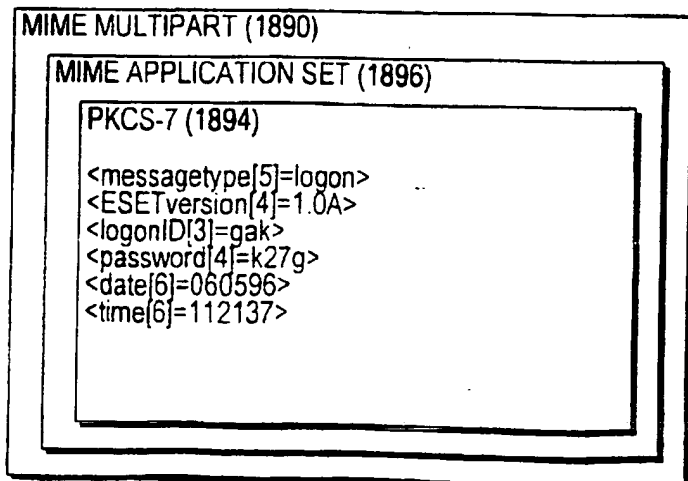 MIME MULTIPART (1890)
MIME APPLICATION SET (1896)
PKCS-7 (1894)
<messagetype[5]=logon>
<ESETversion[4]=1.0A>
<logonID[3]=gak>
<password[4]=k27g>
<date[6]=060596>
<time[6]=112137>